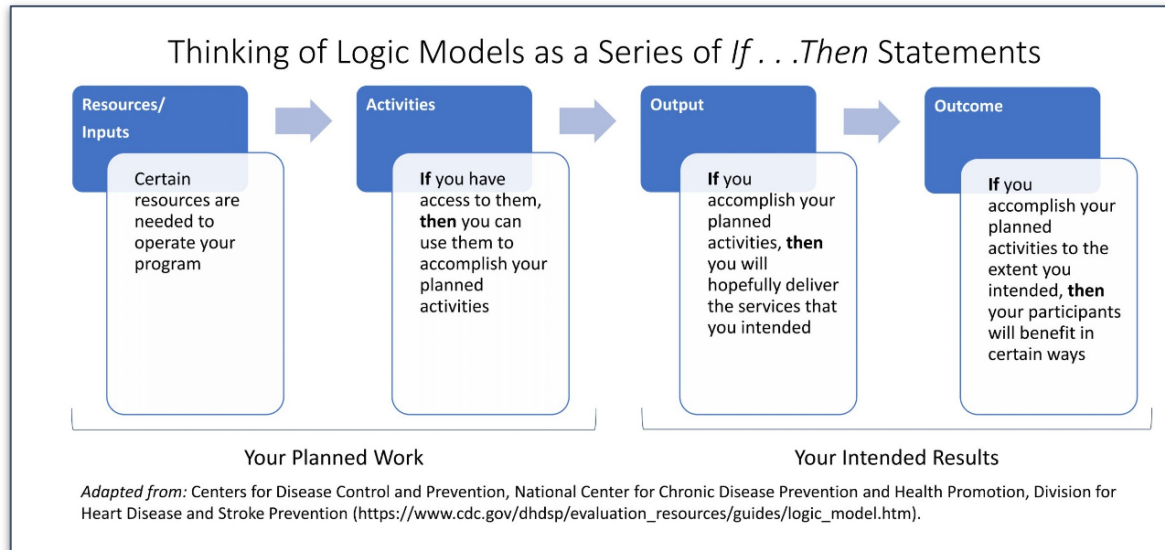 Thinking of Logic Models as a Series of If . . .Then Statements
Resources/
Inputs
Certain
resources are
needed to
operate your
program
Activities
If you have
access to them,
then you can
use them to
accomplish your
planned
activities
Output
If you
accomplish your
planned
activities, then
you will
hopefully deliver
the services that
you intended
Outcome
If you
accomplish your
planned
activities to the
extent you
intended, then
your participants
will benefit in
certain ways
Your Planned Work
Your Intended Results
Adapted from: Centers for Disease Control and Prevention, National Center for Chronic Disease Prevention and Health Promotion, Division for
Heart Disease and Stroke Prevention (https://www.cdc.gov/dhdsp/evaluation_resources/guides/logic_model.htm).